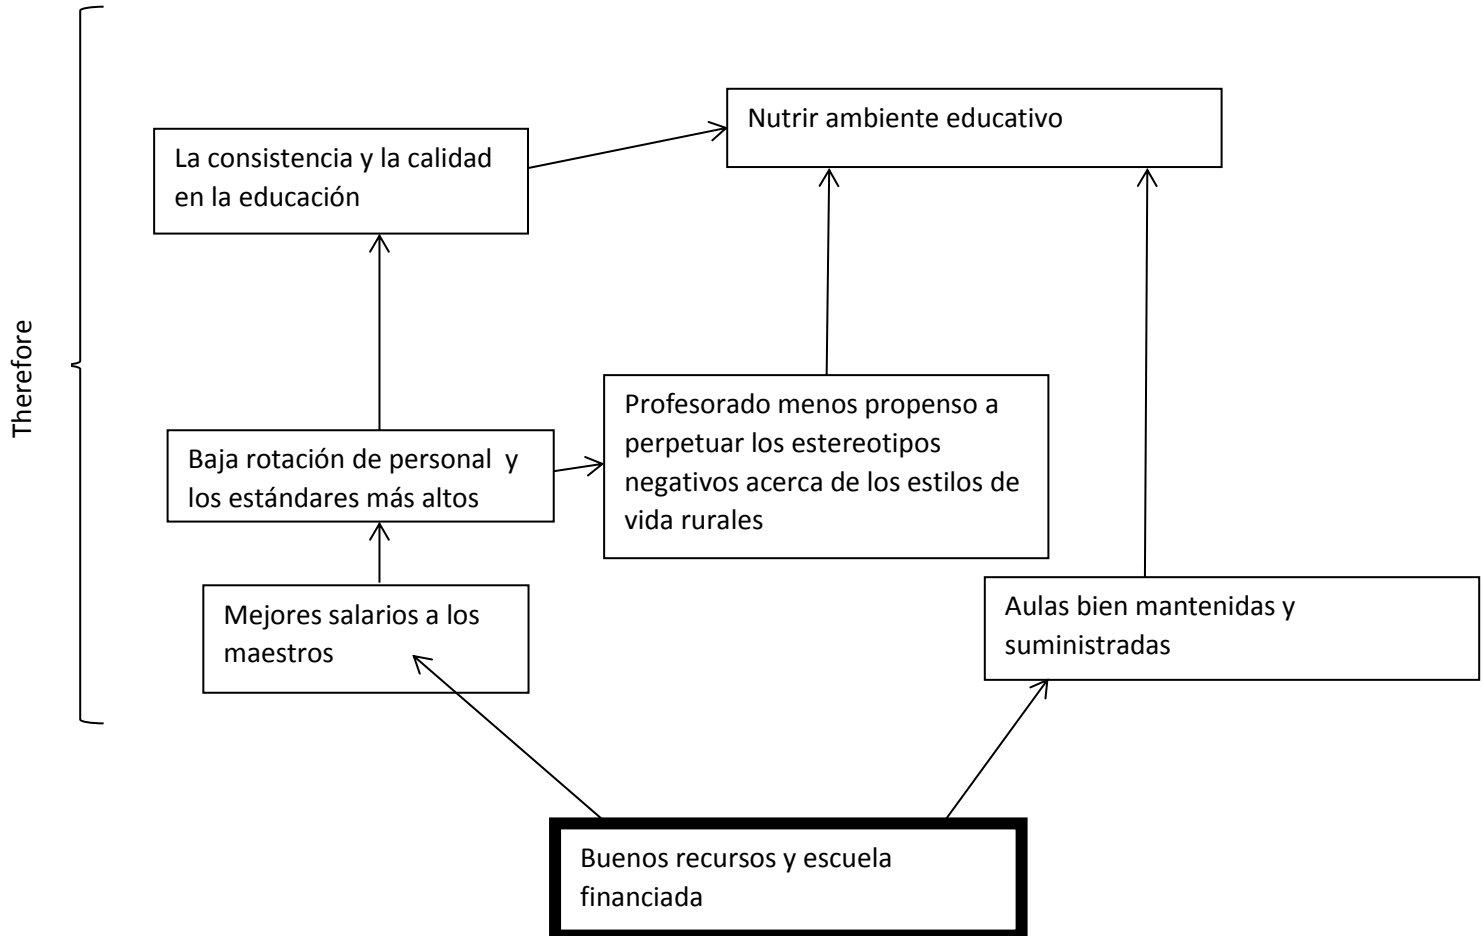 Nutrir ambiente educativo
La consistencia y la calidad
en la educación
Therefore
Profesorado menos propenso a
perpetuar los estereotipos
negativos acerca de los estilos de
vida rurales
Baja rotación de personal y
los estándares más altos
Mejores salarios a los
maestros
Aulas bien mantenidas y
suministradas
Buenos recursos y escuela
financiada